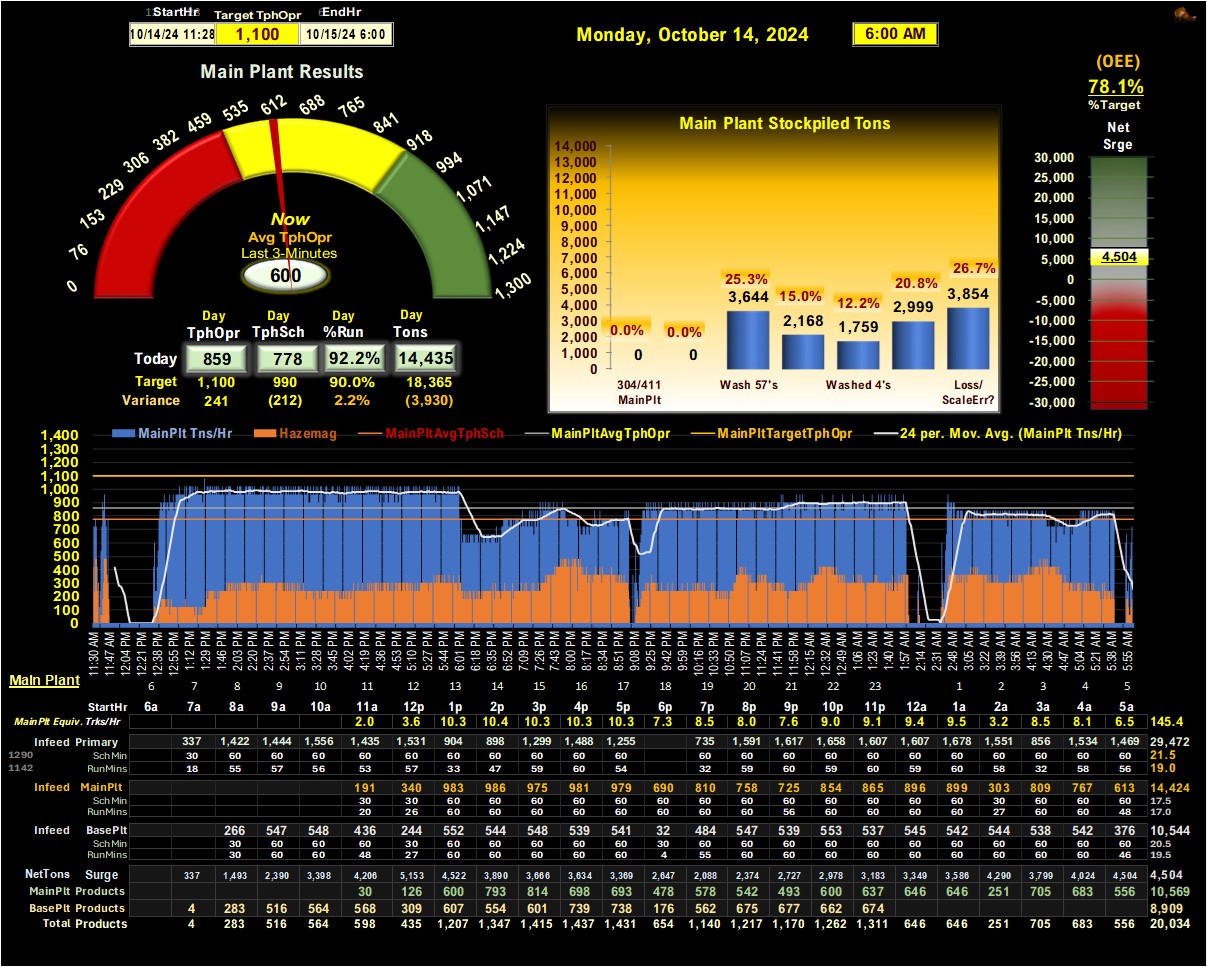 StartHr Target TphOpr EndHr
10/14/24 11:28 1,100 10/15/24 6:00
Monday, October 14, 2024 6:00 AM
(OEE)
78.1%
%Target
Net
Srge
30,000
25,000
20,000
15,000
10,000
5,000
0
-5,000
-10,000
-15,000
-20,000
-25,000
-30,000
4,504
Main Plant Results
0 76 153 229 306 382 459 535 612 688 765 841 918 994 1,071 1,147 1,224 1,300
Now
Avg TphOpr
Last 3-Minutes
600
Day Day Day Day
TphOpr TphSch %Run Tons
Today 859 778 92.2% 14,435
Target 1,100 990 90.0% 18,365
Variance 241 (212) 2.2% (3,930)
Main Plant Stockpiled Tons
14,000
13,000
12,000
11,000
10,000
9,000
8,000
7,000
6,000
5,000
4,000
3,000
2,000
1,000
0
0.0% 0.0% 25.3% 15.0% 12.2% 20.8% 26.7%
0 0 3,644 2,168 1,759 2,999 3,854
304/411 Wash 57's Washed 4's Loss/
MainPlt ScaleErr?
MainPlt Tns/Hr Hazemag MainPltAvgTphSch MainPltAvgTphOpr MainPltTargetTphOpr 24 per. Mov. Avg. (MainPlt Tns/Hr)
1,400
1,300
1,200
1,100
1,000
900
800
700
600
500
400
300
200
100
0
11:30 AM 11:47 AM 12:04 PM 12:21 PM 12:38 PM 12:55 PM 1:12 PM 1:29 PM 1:46 PM 2:03 PM 2:20 PM 2:37 PM 2:54 PM 3:11 PM 3:28 PM 3:45 PM 4:02 PM 4:19 PM 4:36 PM 4:53 PM 5:10 PM 5:27 PM 5:44 PM 6:01 PM 6:18 PM 6:35 PM 6:52 PM 7:09 PM 7:26 PM 7:43 PM 8:00 PM 8:17 PM 8:34 PM 8:51 PM 9:08 PM 9:25 PM 9:42 PM 9:59 PM 10:16 PM 10:33 PM 10:50 PM 11:07 PM 11:24 PM 11:41 PM 11:58 PM 12:15 AM 12:32 AM 12:49 AM 1:06 AM 1:23 AM 1:40 AM 1:57 AM 2:14 AM 2:31 AM 2:48 AM 3:05 AM 3:22 AM 3:39 AM 3:56 AM 4:13 AM 4:30 AM 4:47 AM 5:04 AM 5:21 AM 5:38 AM 5:55 AM
Main Plant 6 7 8 9 10 11 12 13 14 15 16 17 18 19 20 21 22 23 1 2 3 4 5
StartHr 6a 7a 8a 9a 10a 11a 12p 1p 2p 3p 4p 5p 6p 7p 8p 9p 10p 11p 12a 1a 2a 3a 4a 5a
MainPlt Equiv. Trks/Hr 2.0 3.6 10.3 10.4 10.3 10.3 10.3 7.3 8.5 8.0 7.6 9.0 9.1 9.4 9.5 3.2 8.5 8.1 6.5 145.4
Infeed Primary 337 1,422 1,444 1,556 1,435 1,531 904 898 1,299 1,488 1,255 735 1,591 1,617 1,658 1,607 1,607 1,678 1,551 856 1,534 1,469 29,472
1290 Sch Min 30 60 60 60 60 60 60 60 60 60 60 60 60 60 60 60 60 60 60 60 60 60 21.5
1142 RunMins 18 55 57 56 53 57 33 47 59 60 54 32 59 60 59 60 59 60 58 32 58 56 19.0
Infeed MainPlt 191 340 983 986 975 981 979 690 810 758 725 854 865 896 899 303 809 767 613 14,424
Sch Min 30 30 60 60 60 60 60 60 60 60 60 60 60 60 60 30 60 60 60 17.5
RunMins 20 26 60 60 60 60 60 60 60 60 56 60 60 60 60 27 60 60 48 17.0
Infeed BasePlt 266 547 548 436 244 552 544 548 539 541 32 484 547 539 553 537 545 542 544 538 542 376 10,544
Sch Min 30 60 60 60 30 60 60 60 60 60 30 60 60 60 60 60 60 60 60 60 60 60 20.5
RunMins 30 60 60 48 27 60 60 60 60 60 4 55 60 60 60 60 60 60 60 60 60 46 19.5
NetTons Surge 337 1,493 2,390 3,398 4,206 5,153 4,522 3,890 3,666 3,634 3,369 2,647 2,088 2,374 2,727 2,978 3,183 3,349 3,586 4,290 3,799 4,024 4,504 4,504
MainPlt Products 30 126 600 793 814 698 693 478 578 542 493 600 637 646 646 251 705 683 556 10,569
BasePlt Products 4 283 516 564 568 309 607 554 601 739 738 176 562 675 677 662 674 8,909
Total Products 4 283 516 564 598 435 1,207 1,347 1,415 1,437 1,431 654 1,140 1,217 1,170 1,262 1,311 646 646 251 705 683 556 20,034